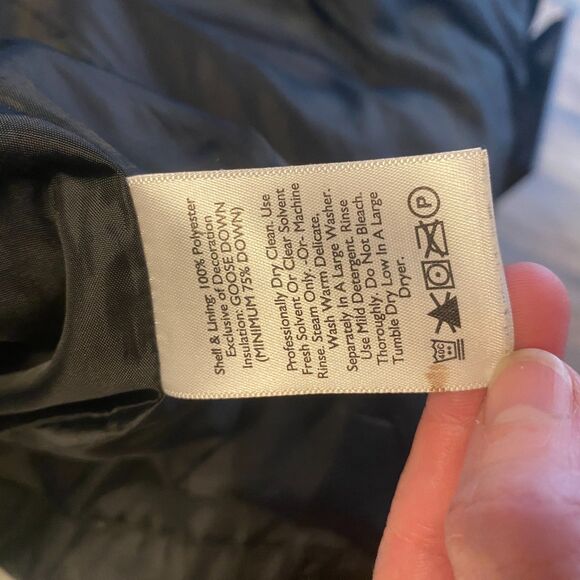 Shell & Lining: 100% Polyester
Exclusive of Decoration
Insulation: GOOSE DOWN
(MINIMUM 75% DOWN)
Professionally Dry Clean. Use
Fresh Solvent Or Clear Solvent
Rinse. Steam Only. -Or- Machine
Wash Warm Delicate,
Separately In A Large Washer.
Use Mild Detergent. Rinse
Thoroughly. Do Not Bleach.
Tumble Dry Low In A Large
Dryer.
P